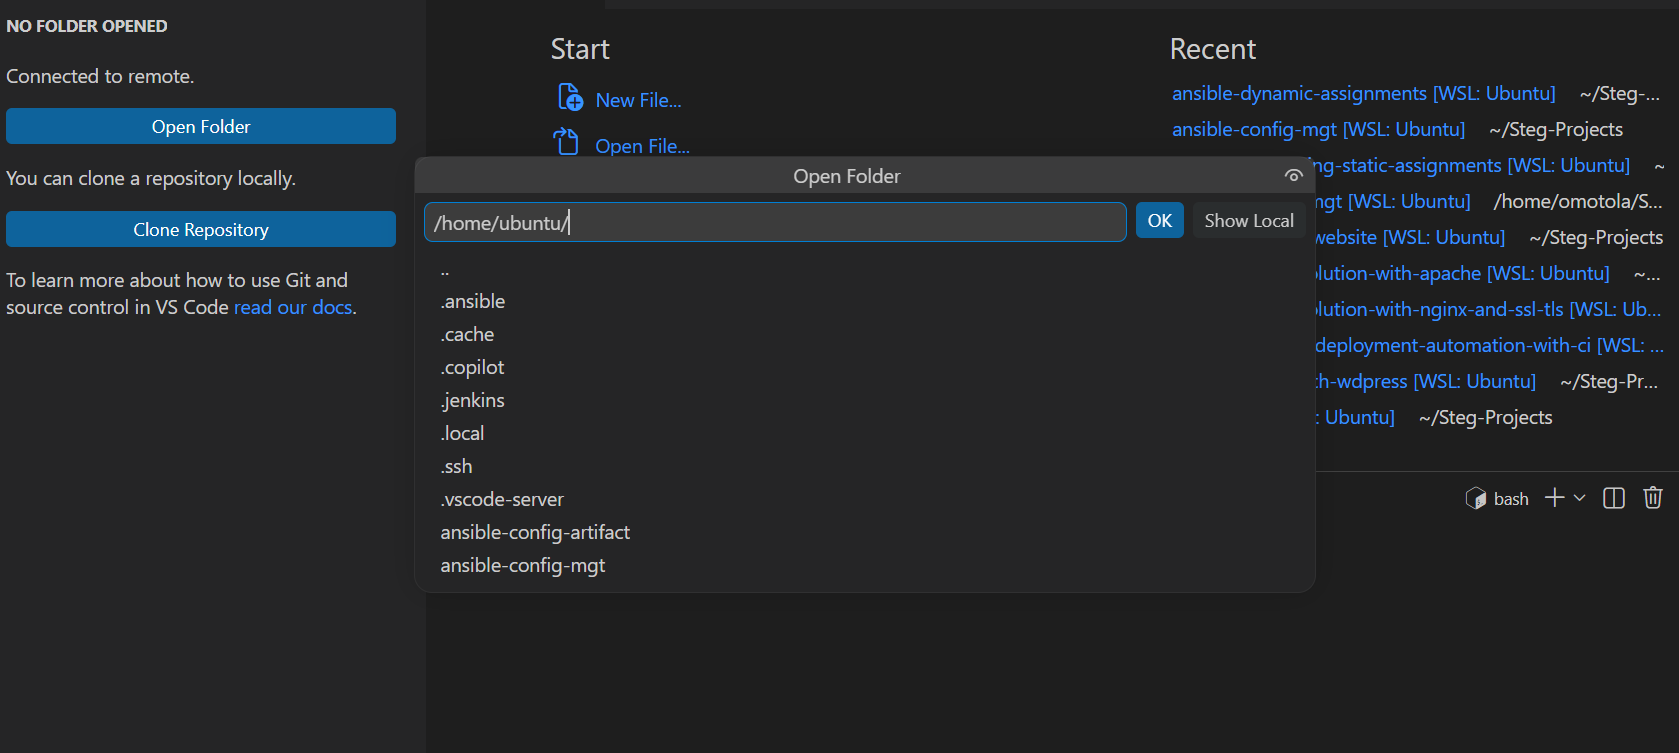 NO FOLDER OPENED
Connected to remote.
Open Folder
You can clone a repository locally.
Clone Repository
To learn more about how to use Git and
source control in VS Code read our docs.
Start
New File...
Open File...
Recent
ansible-dynamic-assignments [WSL: Ubuntu] ~/Steg-...
ansible-config-mgt [WSL: Ubuntu] ~/Steg-Projects
ng-static-assignments [WSL: Ubuntu] ~
mgt [WSL: Ubuntu] /home/omotola/S...
website [WSL: Ubuntu] ~/Steg-Projects
lution-with-apache [WSL: Ubuntu] ~...
lution-with-nginx-and-ssl-tls [WSL: Ub...
deployment-automation-with-ci [WSL: ...
th-wdpress [WSL: Ubuntu] ~/Steg-Pr...
: Ubuntu] ~/Steg-Projects
Open Folder
/home/ubuntu/
OK
Show Local
..
.ansible
.cache
.copilot
.jenkins
.local
.ssh
.vscode-server
ansible-config-artifact
ansible-config-mgt
bash